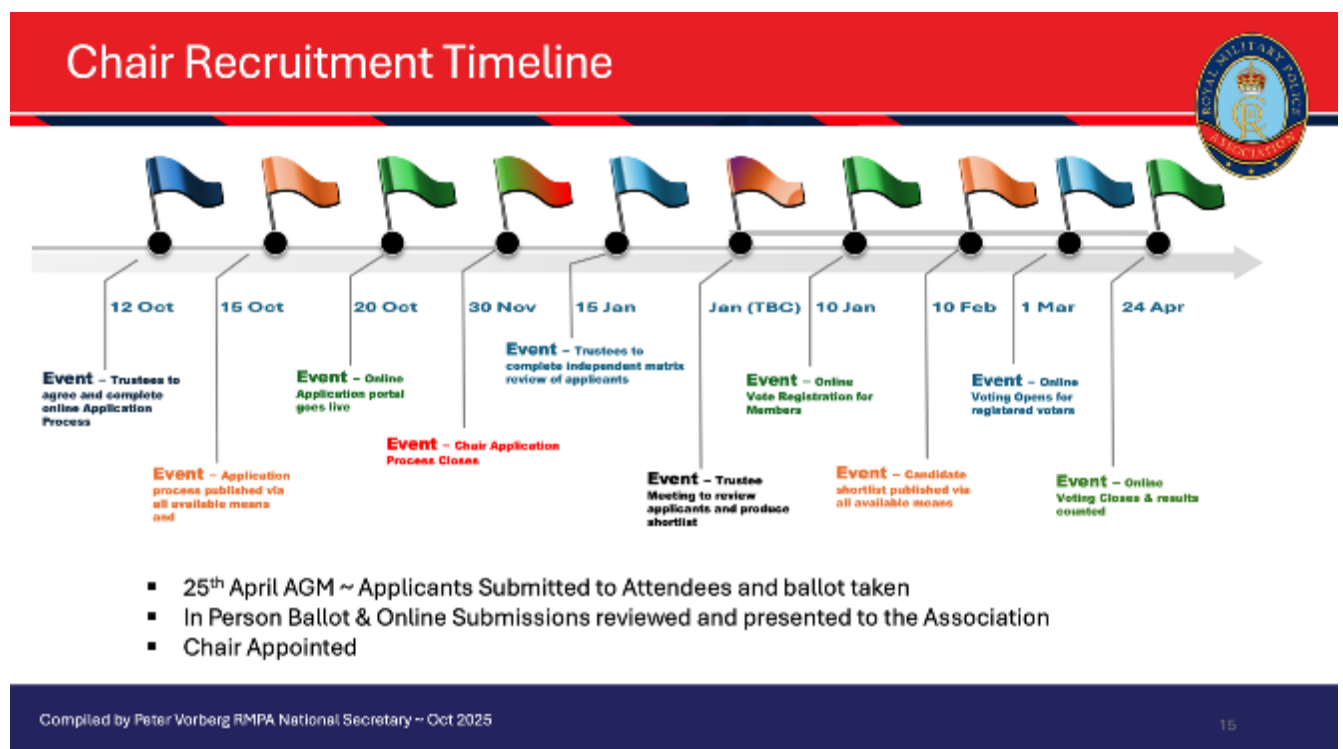 Chair Recruitment Timeline
ROYAL MILITARY POLICE
ASSOCIATION
12 Oct
15 Oct
20 Oct
30 Nov
15 Jan
Jan (TBC)
10 Jan
10 Feb
1 Mar
24 Apr
Event – Trustees to
agree and complete
online Application
Process
Event – Application
process published via
all available means
and
Event – Online
Application portal
goes live
Event – Chair Application
Process Closes
Event – Trustees to
complete independent matrix
review of applicants
Event – Trustee
Meeting to review
applicants and produce
shortlist
Event – Online
Vote Registration for
Members
Event – Candidate
shortlist published via
all available means
Event – Online
Voting Opens for
registered voters
Event – Online
Voting Closes & results
counted
▪ 25th April AGM ~ Applicants Submitted to Attendees and ballot taken
▪ In Person Ballot & Online Submissions reviewed and presented to the Association
▪ Chair Appointed
Compiled by Peter Vorberg RMPA National Secretary ~ Oct 2025
15